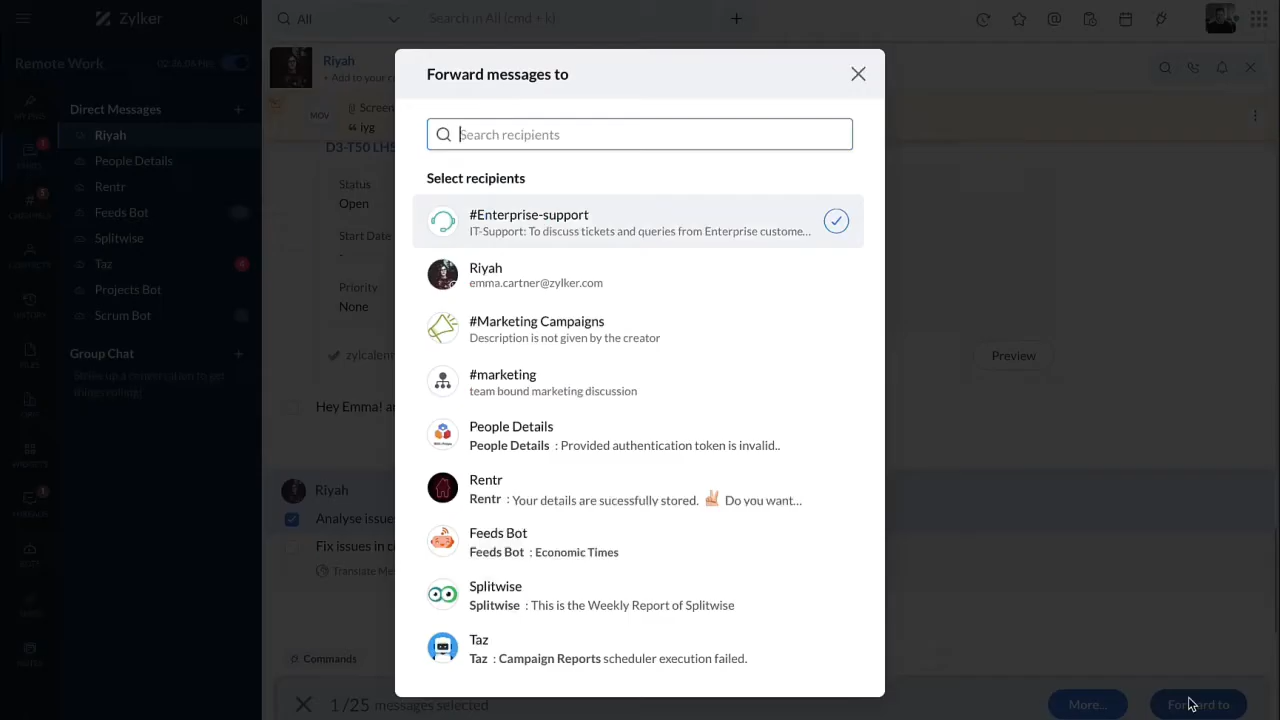 Zylker
All
Search in All (cmd + k)
Remote Work
Riyah
Direct Messages
Riyah
People Details
Rentr
Feeds Bot
Splitwise
Taz
4
Projects Bot
Scrum Bot
Group Chat
MOV
D3-T50 LHS
Status
Open
Start Date
-
Priority
None
Preview
Hey Emma!
Riyah
Analyse issue
Fix issues in
Commands
1/25 messages selected
More...
Forward to
Forward messages to
Search recipients
Select recipients
#Enterprise-support
IT-Support: To discuss tickets and queries from Enterprise custome...
Riyah
emma.cartner@zylker.com
#Marketing Campaigns
Description is not given by the creator
#marketing
team bound marketing discussion
People Details
People Details : Provided authentication token is invalid..
Rentr
Rentr : Your details are sucessfully stored. ✌ Do you want...
Feeds Bot
Feeds Bot : Economic Times
Splitwise
Splitwise : This is the Weekly Report of Splitwise
Taz
Taz : Campaign Reports scheduler execution failed.